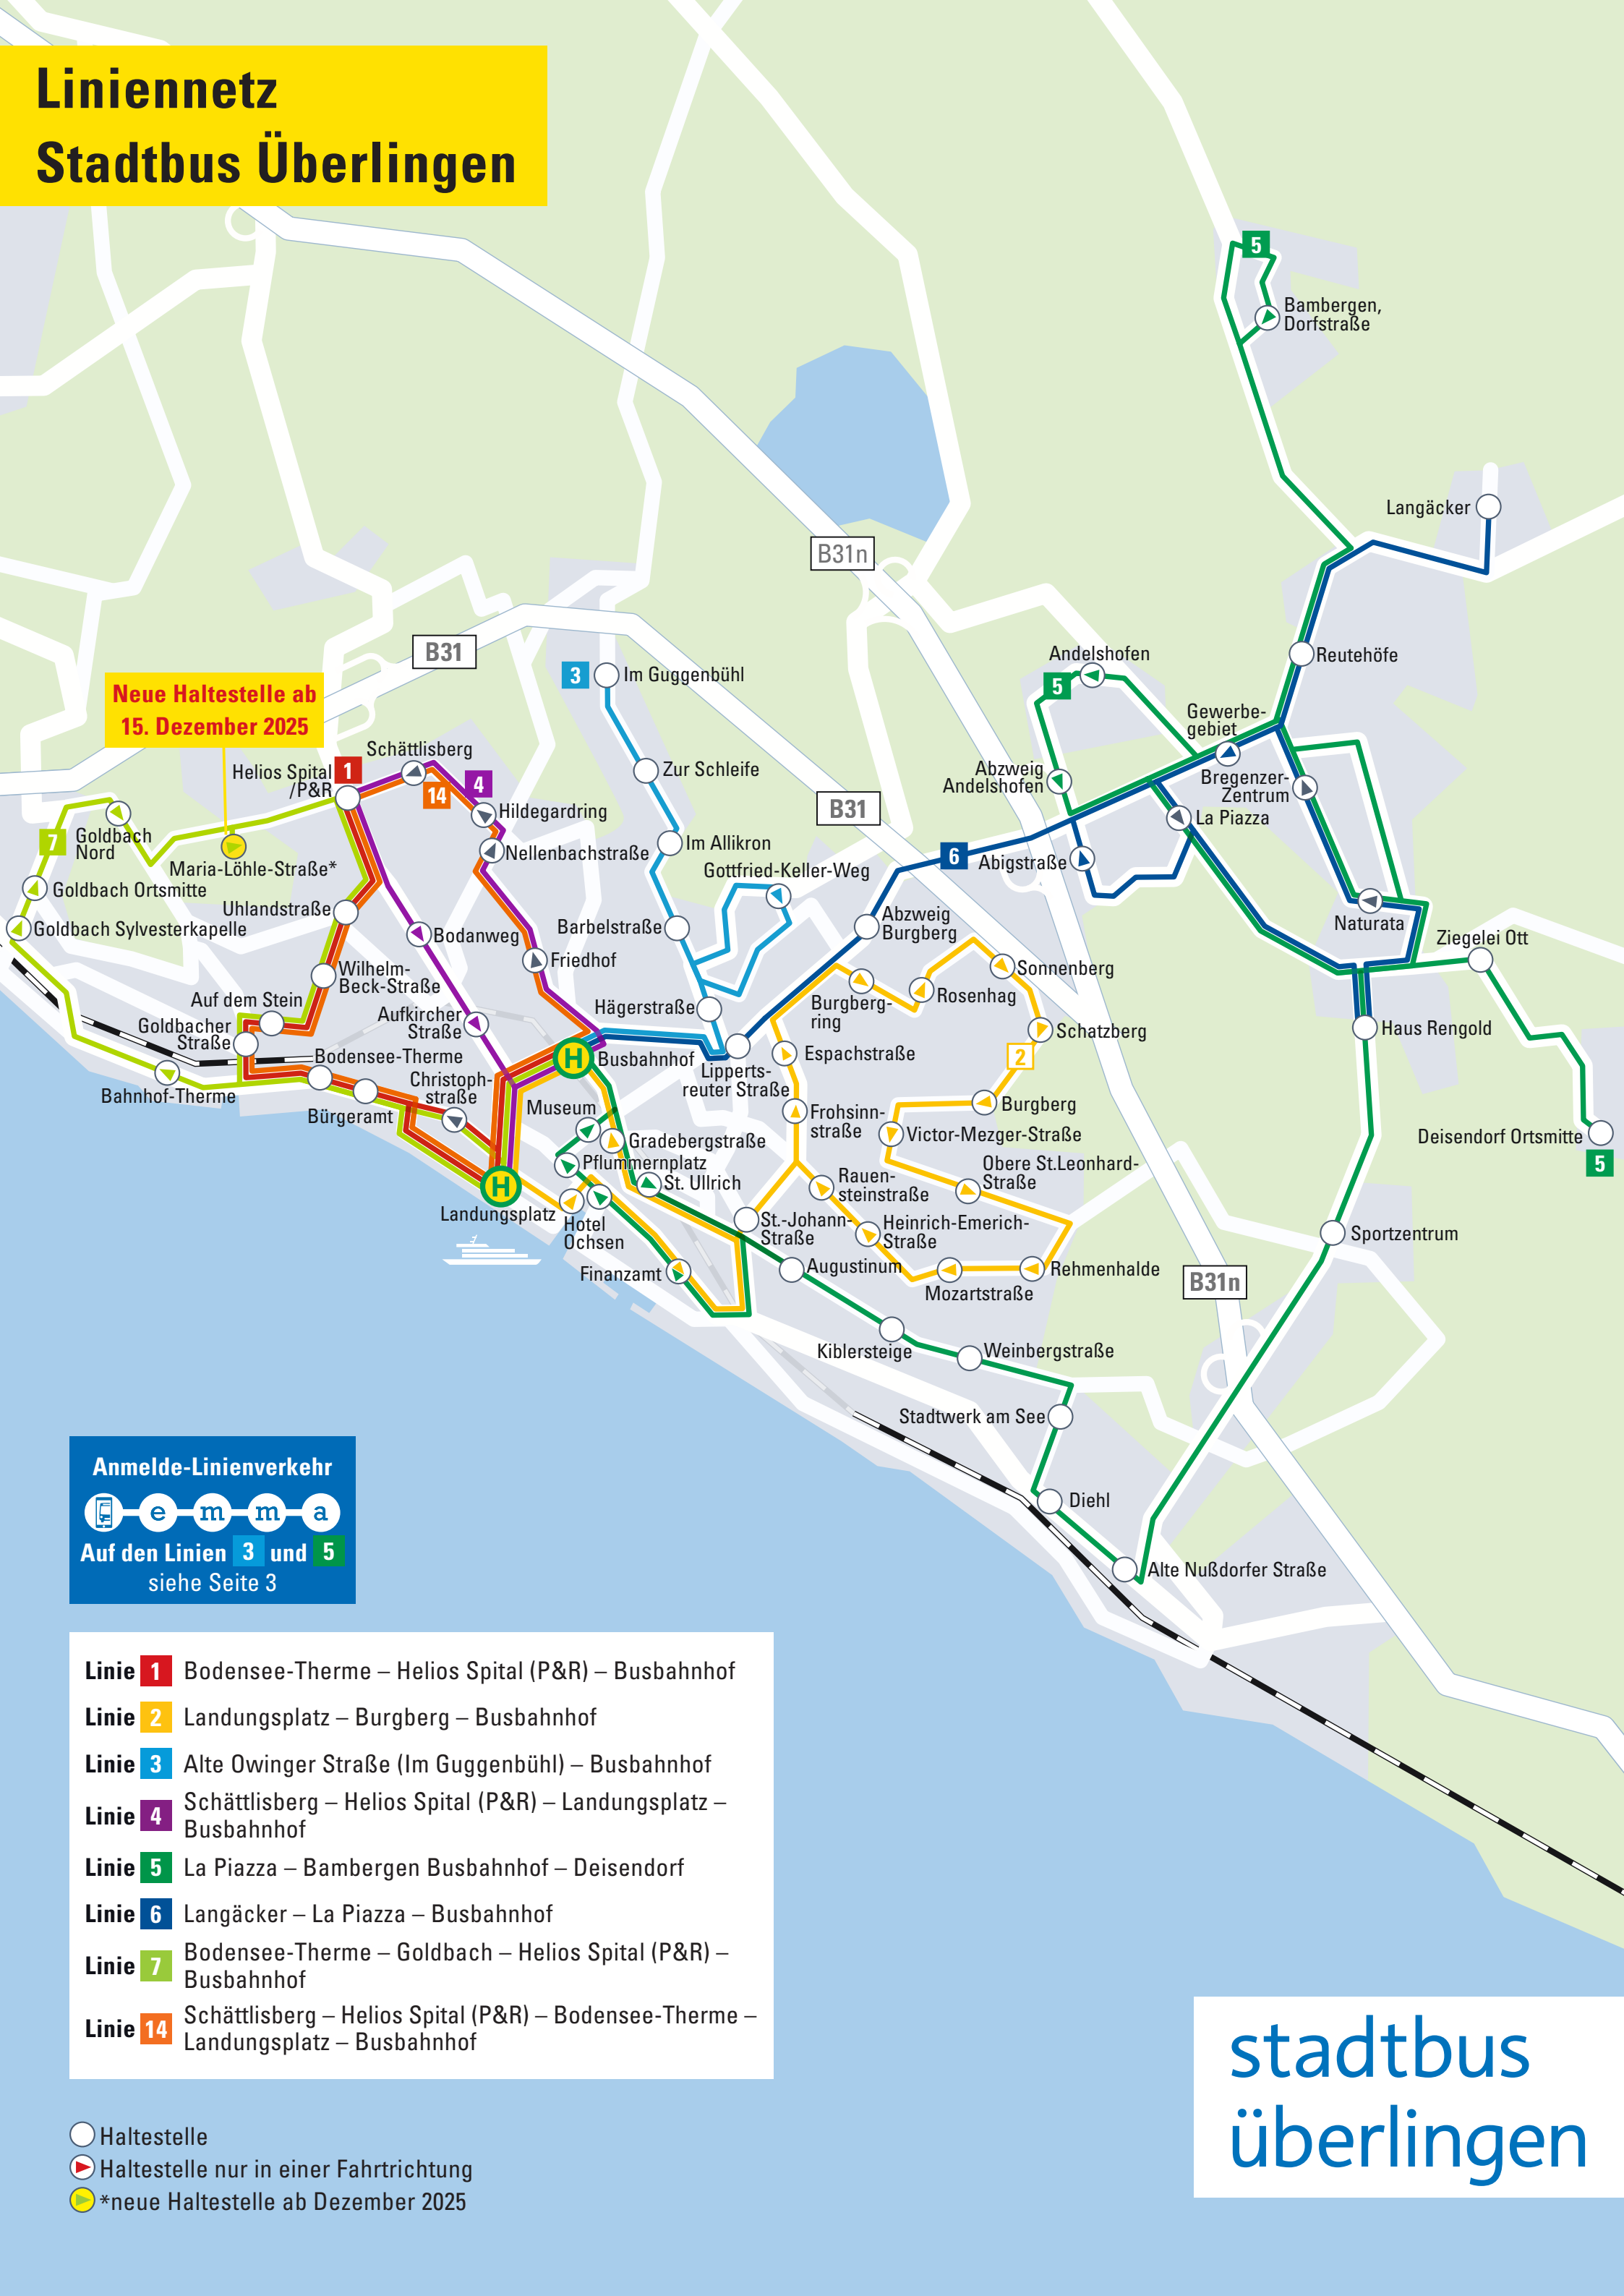 Liniennetz
Stadtbus Überlingen
5
Bambergen,
Dorfstraße
Langäcker
B31n
Reutehöfe
B31
3
Im Guggenbühl
Andelshofen
5
Neue Haltestelle ab
15. Dezember 2025
Gewerbe-
gebiet
Schättlisberg
Helios Spital
/P&R
1
4
14
Zur Schleife
Abzweig
Andelshofen
Bregenzer-
Zentrum
B31
Hildegardring
La Piazza
7
Goldbach
Nord
Maria-Löhle-Straße*
Nellenbachstraße
Im Allikron
6
Abigstraße
Gottfried-Keller-Weg
Goldbach Ortsmitte
Uhlandstraße
Goldbach Sylvesterkapelle
Bodanweg
Barbelstraße
Abzweig
Burgberg
Naturata
Ziegelei Ott
Friedhof
Wilhelm-
Beck-Straße
Sonnenberg
Rosenhag
Burgberg-
ring
Auf dem Stein
Hägerstraße
Aufkircher
Straße
Goldbacher
Straße
Schatzberg
Haus Rengold
2
Bodensee-Therme
H
Busbahnhof
Espachstraße
Lipperts-
reuter Straße
Bahnhof-Therme
Christoph-
straße
Bürgeramt
Museum
Frohsinn-
straße
Burgberg
Gradebergstraße
Victor-Mezger-Straße
Deisendorf Ortsmitte
5
Pflummernplatz
St. Ullrich
Obere St.Leonhard-
Straße
Rauen-
steinstraße
H
Landungsplatz
Hotel
Ochsen
St.-Johann-
Straße
Heinrich-Emerich-
Straße
Sportzentrum
Finanzamt
Augustinum
Rehmenhalde
Mozartstraße
B31n
Kiblersteige
Weinbergstraße
Stadtwerk am See
Diehl
Alte Nußdorfer Straße
Anmelde-Linienverkehr
e m m a
Auf den Linien 3 und 5
siehe Seite 3
Linie 1 Bodensee-Therme – Helios Spital (P&R) – Busbahnhof
Linie 2 Landungsplatz – Burgberg – Busbahnhof
Linie 3 Alte Owinger Straße (Im Guggenbühl) – Busbahnhof
Linie 4 Schättlisberg – Helios Spital (P&R) – Landungsplatz –
Busbahnhof
Linie 5 La Piazza – Bambergen Busbahnhof – Deisendorf
Linie 6 Langäcker – La Piazza – Busbahnhof
Linie 7 Bodensee-Therme – Goldbach – Helios Spital (P&R) –
Busbahnhof
Linie 14 Schättlisberg – Helios Spital (P&R) – Bodensee-Therme –
Landungsplatz – Busbahnhof
Haltestelle
Haltestelle nur in einer Fahrtrichtung
*neue Haltestelle ab Dezember 2025
stadtbus
überlingen